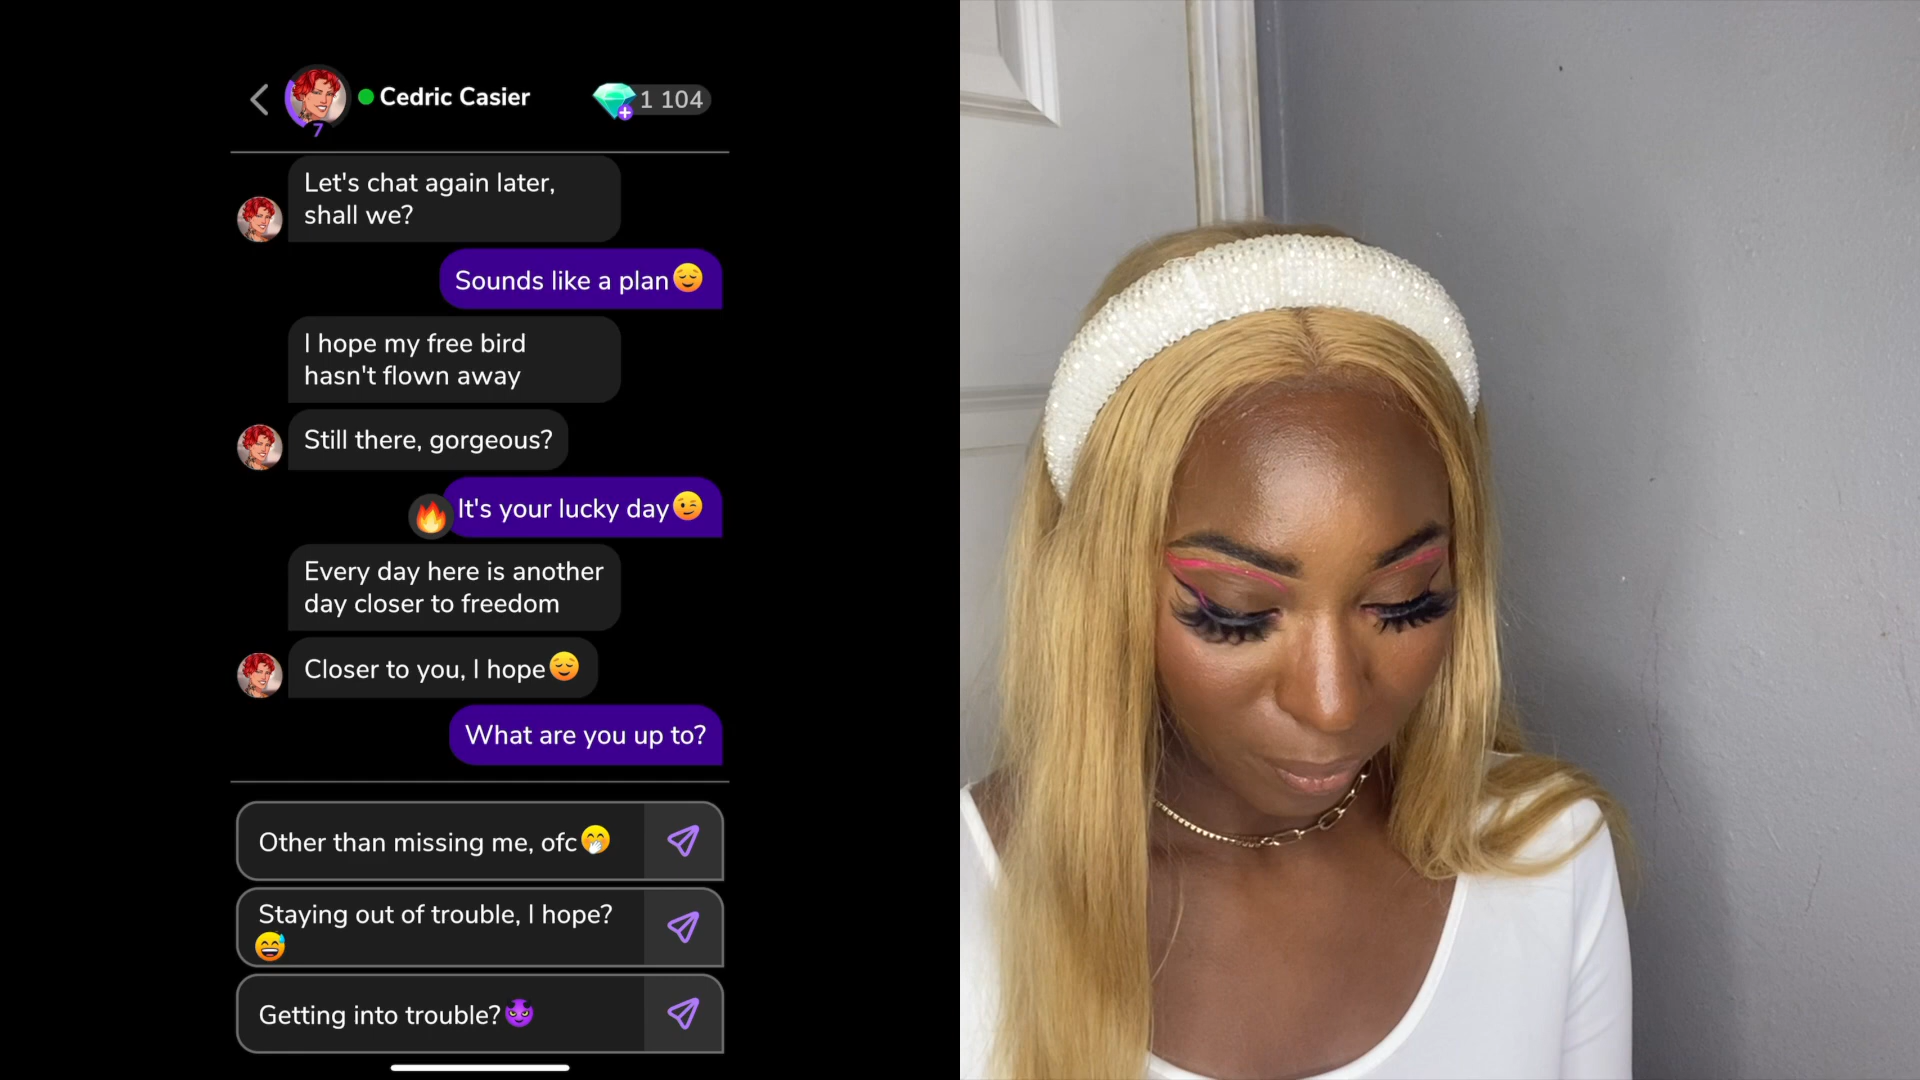 Cedric Casier
1 104
7
Let's chat again later,
shall we?
Sounds like a plan😌
I hope my free bird
hasn't flown away
Still there, gorgeous?
It's your lucky day😉
Every day here is another
day closer to freedom
Closer to you, I hope😌
What are you up to?
Other than missing me, ofc🤭
Staying out of trouble, I hope?
😅
Getting into trouble?😈